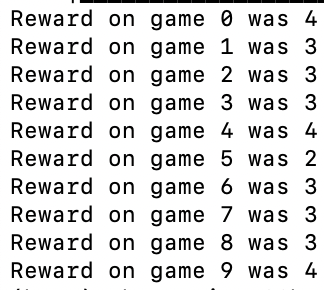 Reward on game 0 was 4
Reward on game 1 was 3
Reward on game 2 was 3
Reward on game 3 was 3
Reward on game 4 was 4
Reward on game 5 was 2
Reward on game 6 was 3
Reward on game 7 was 3
Reward on game 8 was 3
Reward on game 9 was 4